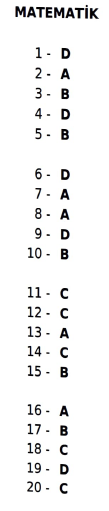 MATEMATİK
1 - D
2 - A
3 - B
4 - D
5 - B
6 - D
7 - A
8 - A
9 - D
10 - B
11 - C
12 - C
13 - A
14 - C
15 - B
16 - A
17 - B
18 - C
19 - D
20 - C